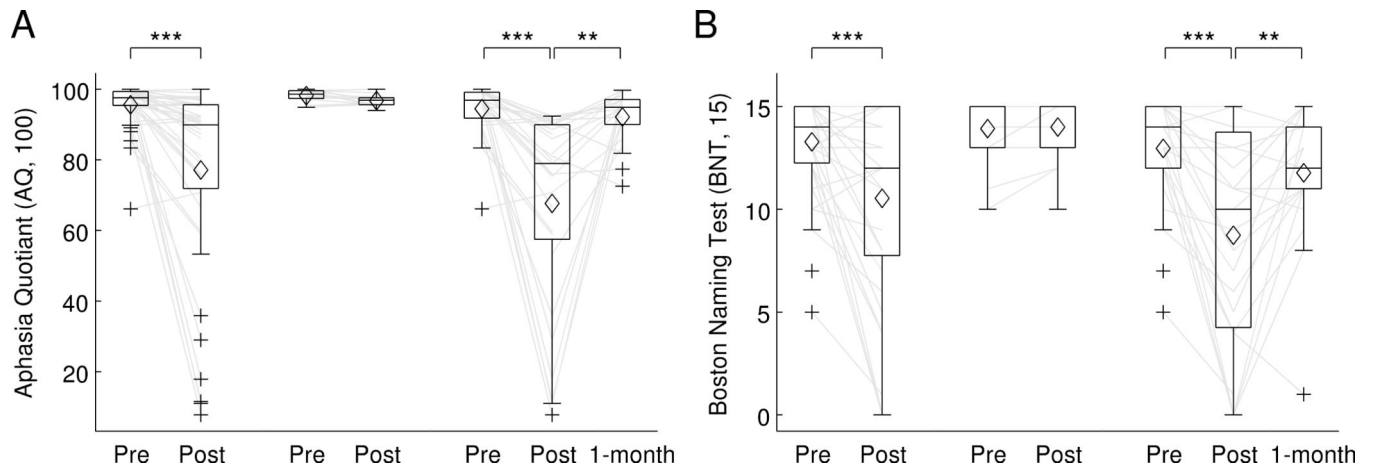 A
B
*** *** **
*** *** **
Aphasia Quotiant (AQ, 100)
100
80
60
40
20
Pre Post Pre Post Pre Post 1-month
Boston Naming Test (BNT, 15)
15
10
5
0
Pre Post Pre Post Pre Post 1-month